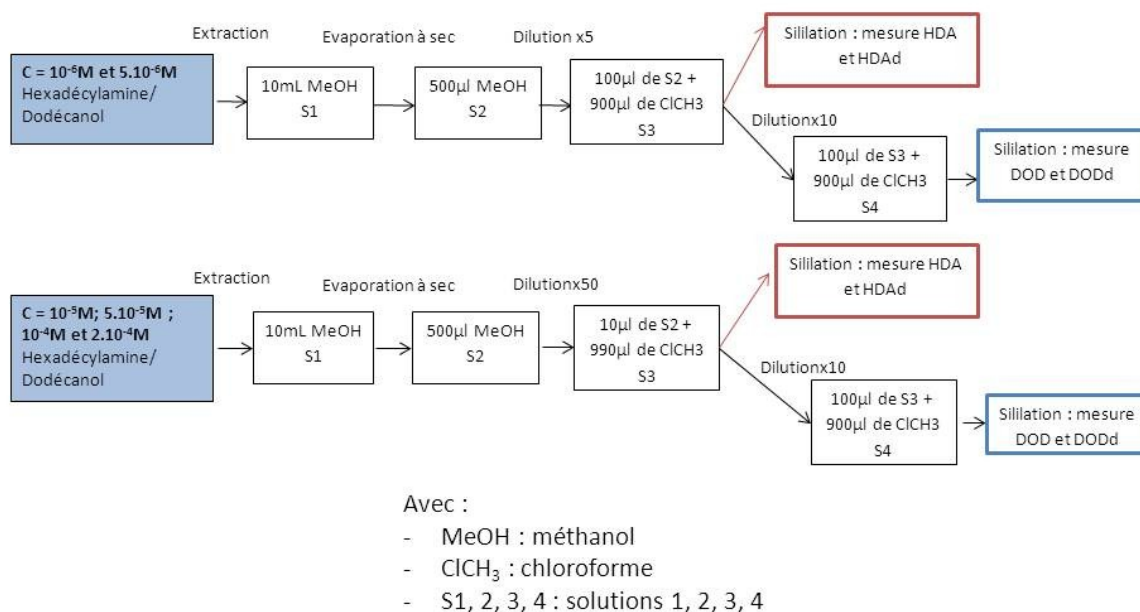 Extraction
Evaporation à sec
Dilution x5
C = 10⁻⁶M et 5.10⁻⁶M
Hexadécylamine/
Dodécanol
10mL MeOH
S1
500µl MeOH
S2
100µl de S2 +
900µl de ClCH3
S3
Sililation : mesure HDA
et HDAd
Dilutionx10
100µl de S3 +
900µl de ClCH3
S4
Sililation : mesure
DOD et DODd
Extraction
Evaporation à sec
Dilutionx50
C = 10⁻⁵M; 5.10⁻⁵M ;
10⁻⁴M et 2.10⁻⁴M
Hexadécylamine/
Dodécanol
10mL MeOH
S1
500µl MeOH
S2
10µl de S2 +
990µl de ClCH3
S3
Sililation : mesure HDA
et HDAd
Dilutionx10
100µl de S3 +
900µl de ClCH3
S4
Sililation : mesure
DOD et DODd
Avec :
- MeOH : méthanol
- ClCH₃ : chloroforme
- S1, 2, 3, 4 : solutions 1, 2, 3, 4